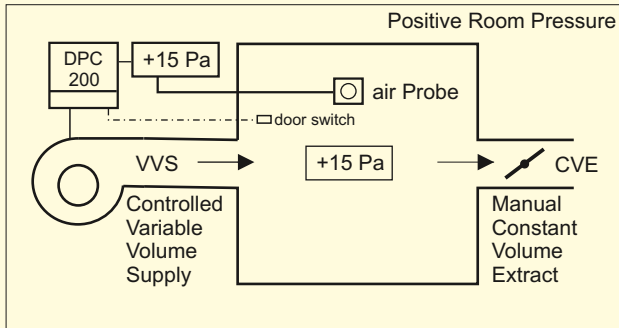 Positive Room Pressure
DPC
200
+15 Pa
air Probe
door switch
VVS
+15 Pa
CVE
Controlled
Variable
Volume
Supply
Manual
Constant
Volume
Extract